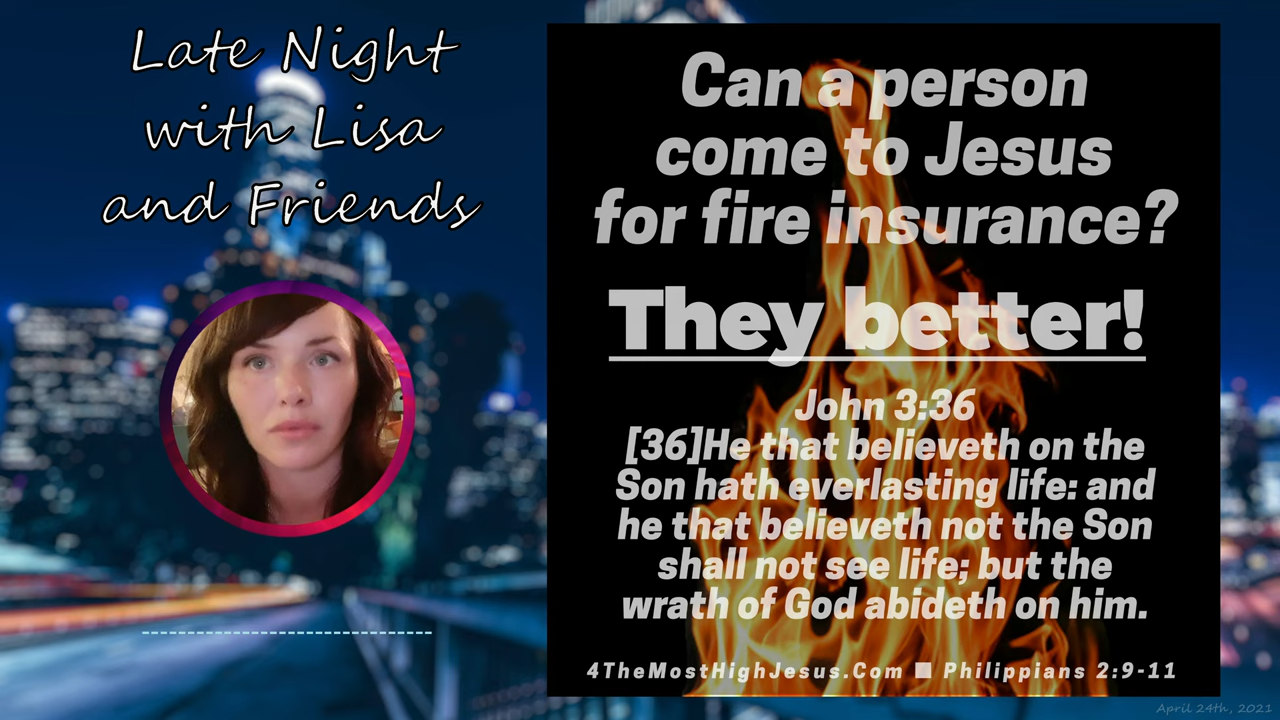 Late Night
with Lisa
and Friends
Can a person
come to Jesus
for fire insurance?
They better!
John 3:36
[36]He that believeth on the
Son hath everlasting life: and
he that believeth not the Son
shall not see life; but the
wrath of God abideth on him.
4TheMostHighJesus.Com ■ Philippians 2:9-11
April 24th, 2021